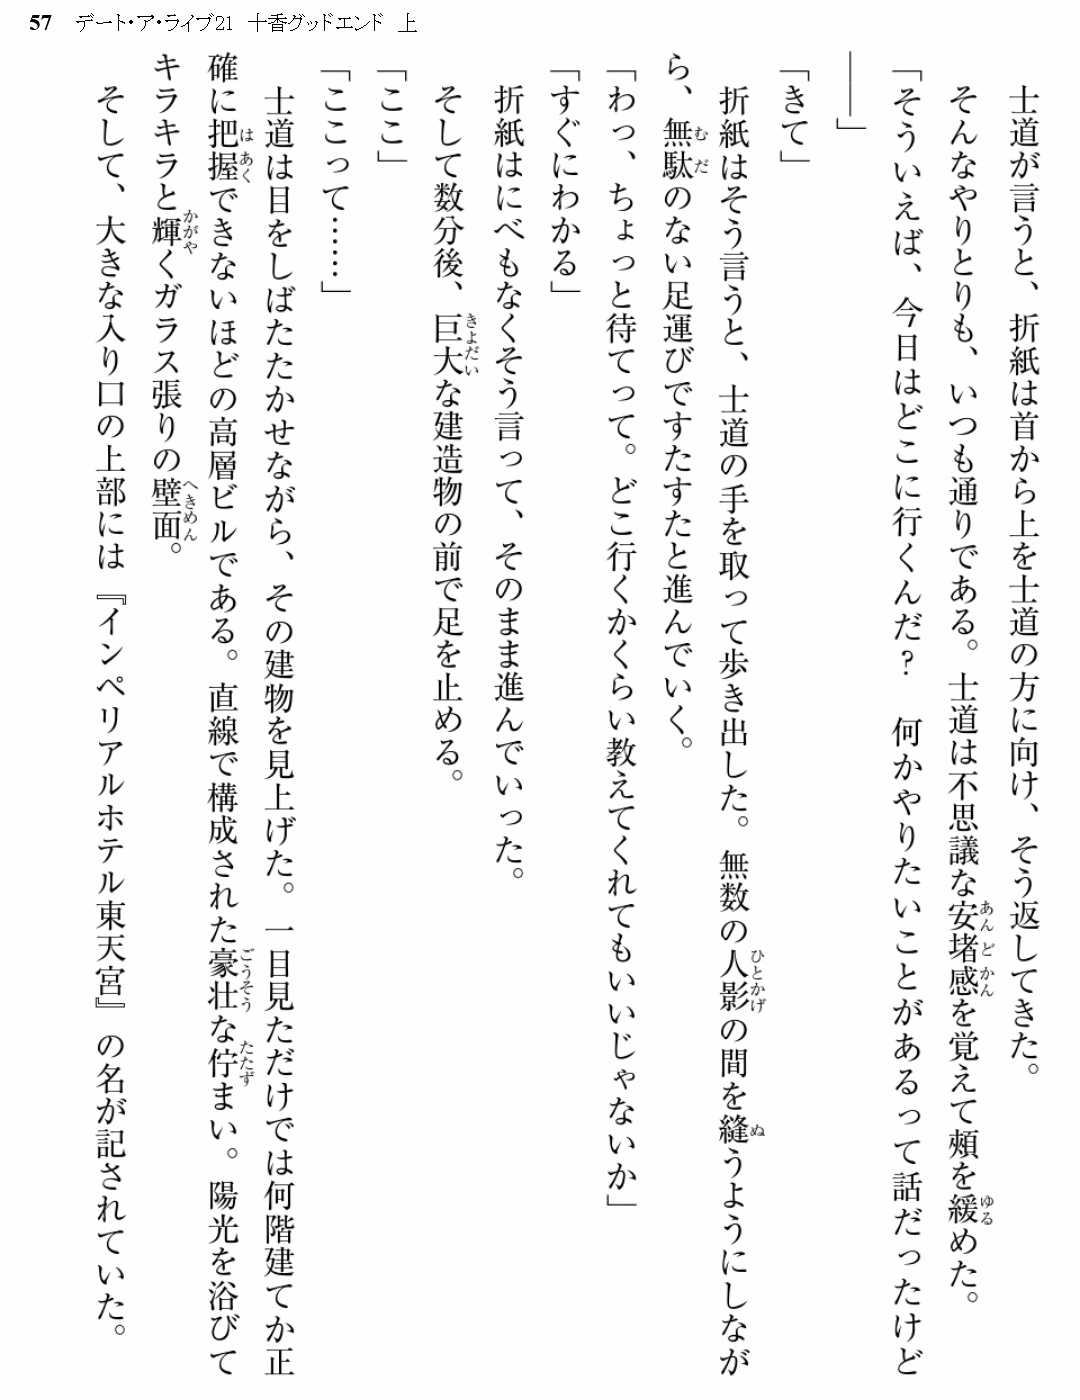 57 デート・ア・ライブ21 十香グッドエンド 上
士道が言うと、折紙は首から上を士道の方に向け、そう返してきた。
そんなやりとりも、いつも通りである。士道は不思議な安堵感を覚えて頬を緩めた。
「そういえば、今日はどこに行くんだ? 何かやりたいことがあるって話だったけど
――」
「きて」
折紙はそう言うと、士道の手を取って歩き出した。無数の人影の間を縫うようにしなが
ら、無駄のない足運びですたすたと進んでいく。
「わっ、ちょっと待てって。どこ行くかくらい教えてくれてもいいじゃないか」
「すぐにわかる」
折紙はにべもなくそう言って、そのまま進んでいった。
そして数分後、巨大な建造物の前で足を止める。
「ここ」
「ここって……」
士道は目をしばたたかせながら、その建物を見上げた。一目見ただけでは何階建てか正
確に把握できないほどの高層ビルである。直線で構成された豪壮な佇まい。陽光を浴びて
キラキラと輝くガラス張りの壁面。
そして、大きな入り口の上部には『インペリアルホテル東天宮』の名が記されていた。